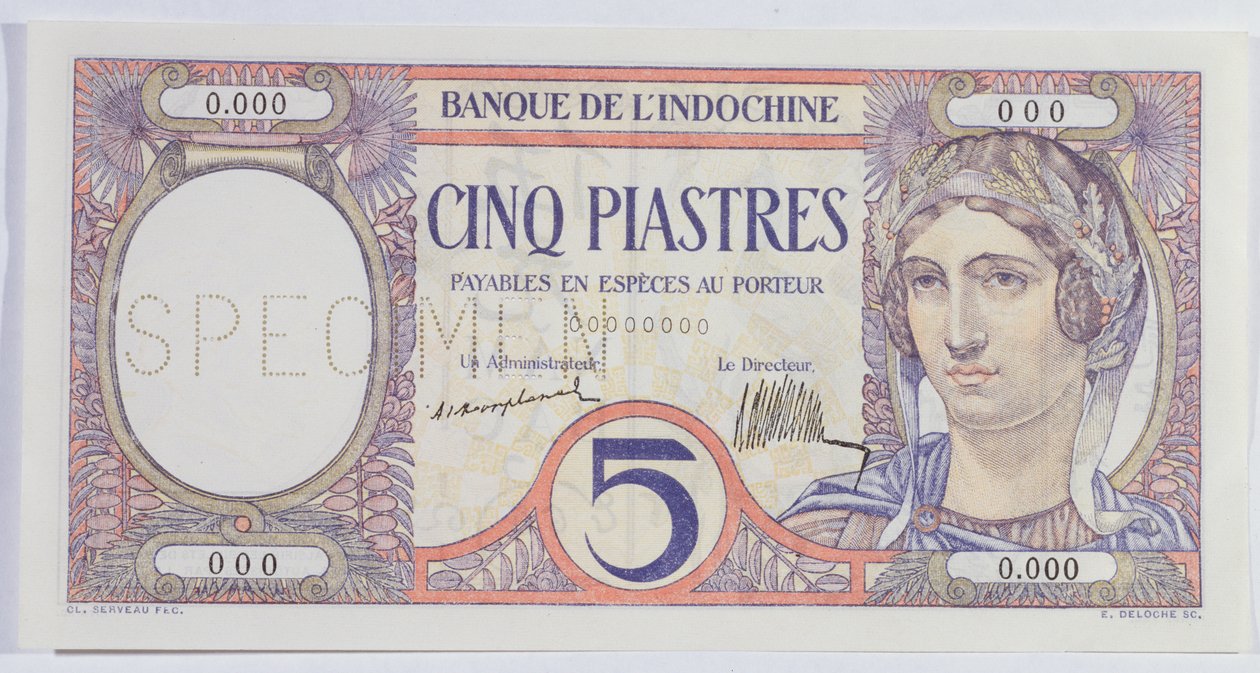 0.000
BANQUE DE L'INDOCHINE
000
CINQ PIASTRES
PAYABLES EN ESPÈCES AU PORTEUR
SPECIMEN
00000000
Un Administrateur,
Le Directeur,
5
000
0.000
CL. SERVEAU FEC.
E. DELOCHE SC.